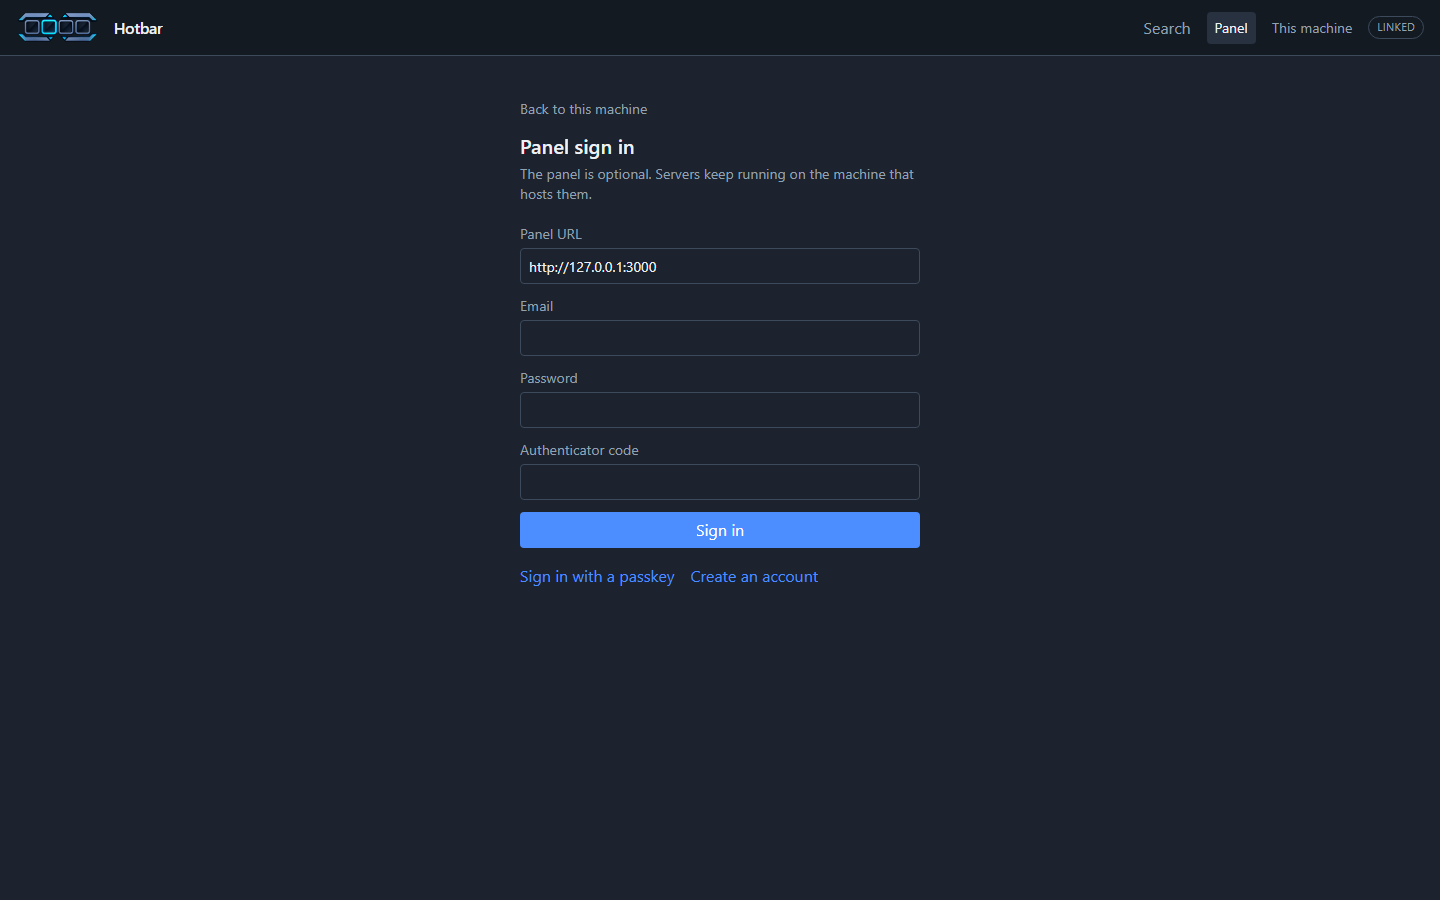 Hotbar
Search
Panel
This machine
LINKED
Back to this machine
Panel sign in
The panel is optional. Servers keep running on the machine that
hosts them.
Panel URL
http://127.0.0.1:3000
Email
Password
Authenticator code
Sign in
Sign in with a passkey
Create an account